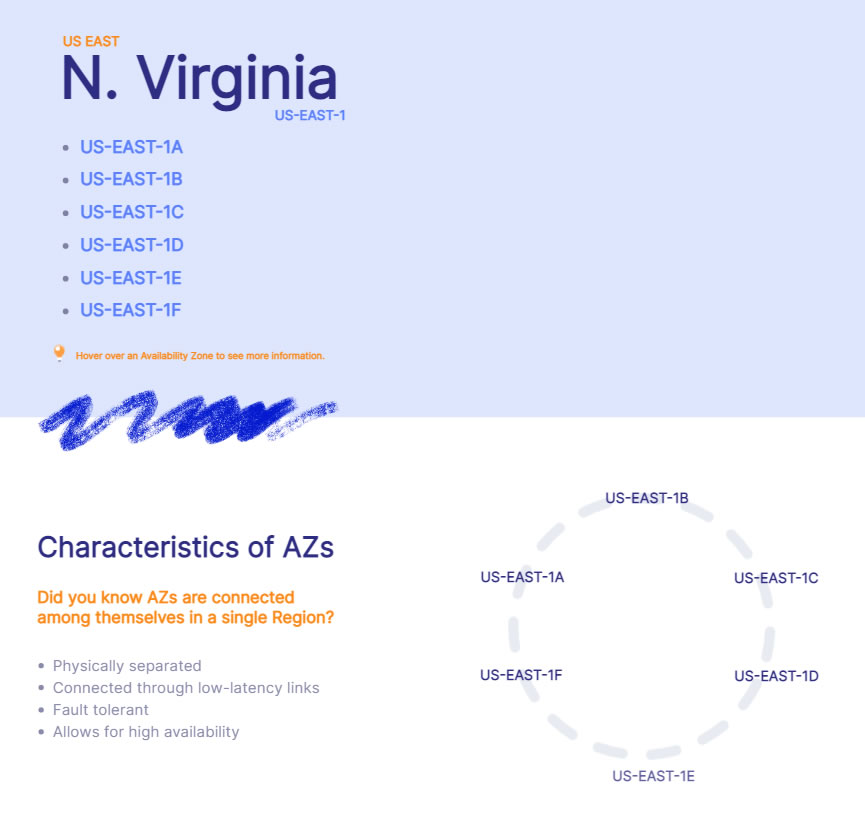 US EAST
N. Virginia
US-EAST-1
US-EAST-1A
US-EAST-1B
US-EAST-1C
US-EAST-1D
US-EAST-1E
US-EAST-1F
Hover over an Availability Zone to see more information.
Characteristics of AZs
Did you know AZs are connected
among themselves in a single Region?
Physically separated
Connected through low-latency links
Fault tolerant
Allows for high availability
US-EAST-1B
US-EAST-1A
US-EAST-1C
US-EAST-1F
US-EAST-1D
US-EAST-1E